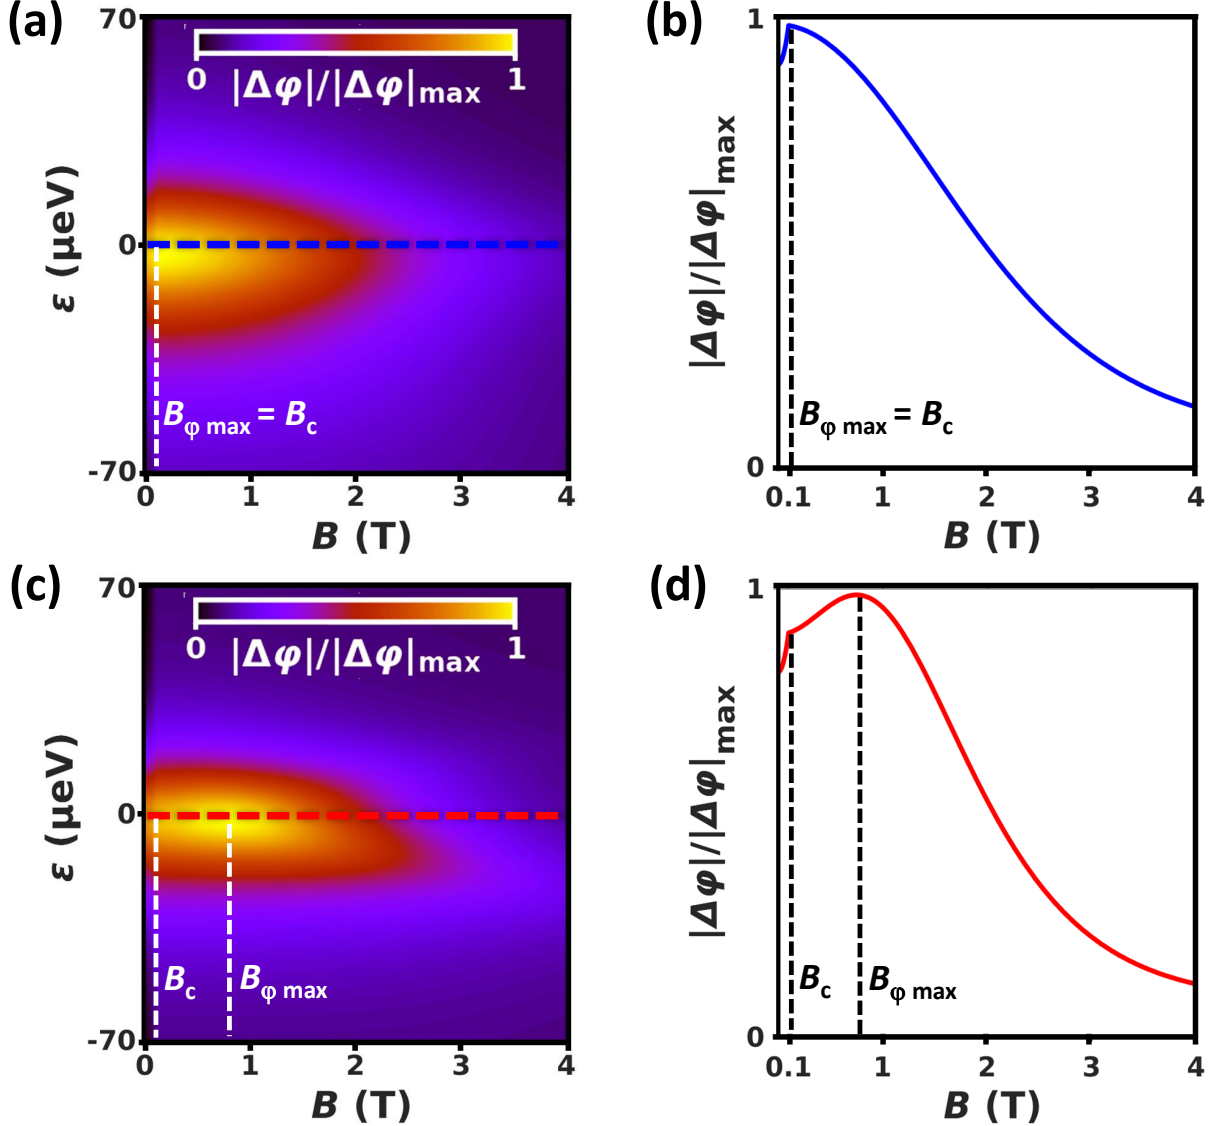 (a)
70
0
-70
ε (μeV)
0 1
|Δφ|/|Δφ|max
Bφ max = Bc
0 1 2 3 4
B (T)
(b)
1
0
|Δφ|/|Δφ|max
Bφ max = Bc
0.1 1 2 3 4
B (T)
(c)
70
0
-70
ε (μeV)
0 1
|Δφ|/|Δφ|max
Bc Bφ max
0 1 2 3 4
B (T)
(d)
1
0
|Δφ|/|Δφ|max
Bc Bφ max
0.1 1 2 3 4
B (T)